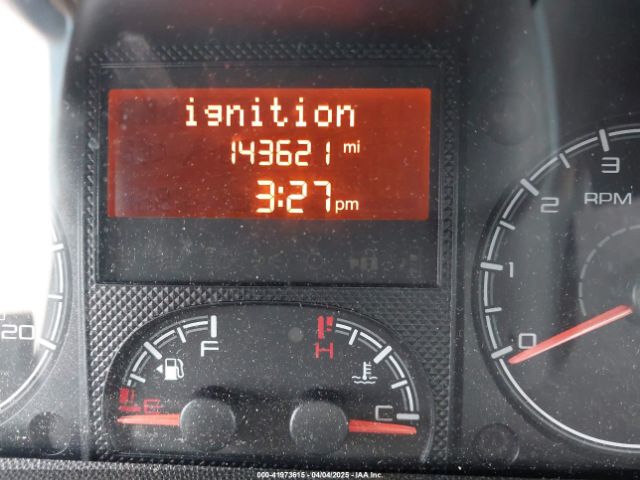 ignition
143621 mi
3:27 pm
20
F
E
H
C
0
1
2
3
RPM
000-41973615 - 04/04/2025 - IAA Inc.